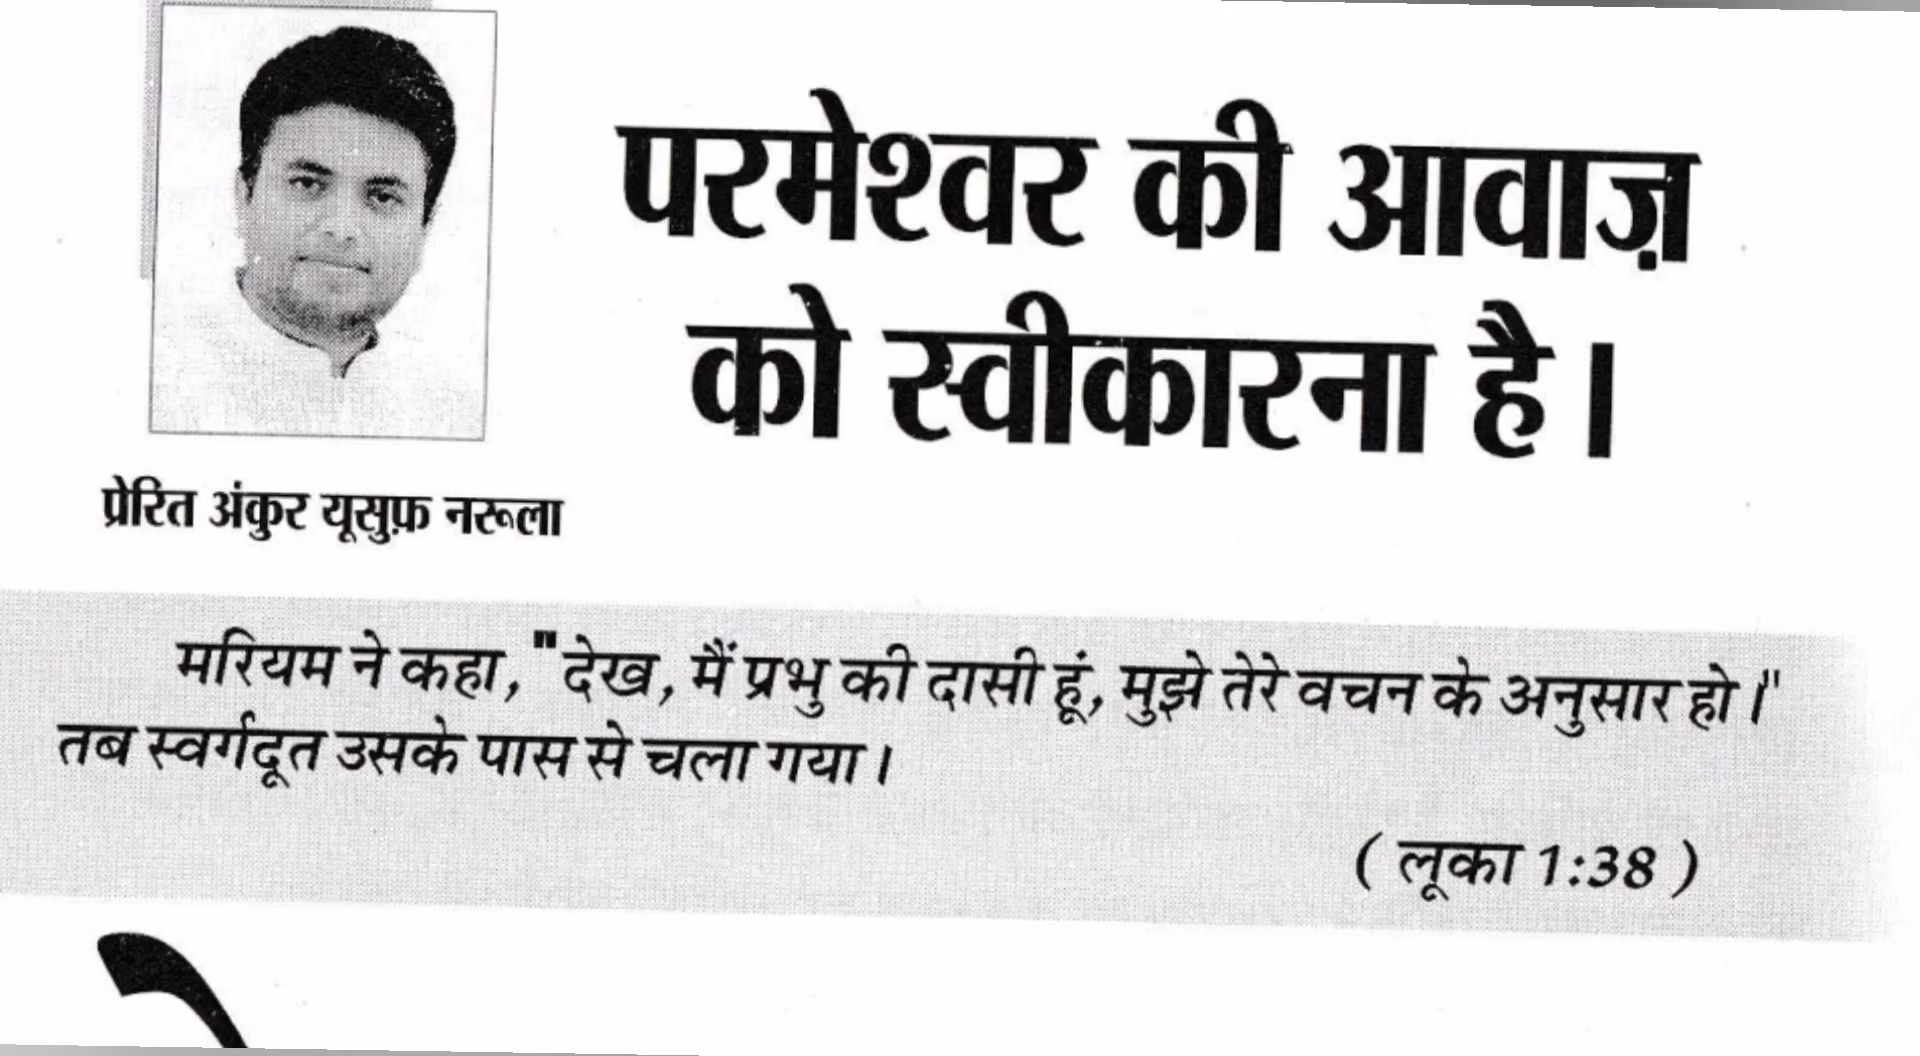 परमेश्वर की आवाज़
को स्वीकारना है।
प्रेरित अंकुर यूसुफ़ नरूला
मरियम ने कहा, "देख, मैं प्रभु की दासी हूं, मुझे तेरे वचन के अनुसार हो।"
तब स्वर्गदूत उसके पास से चला गया।
( लूका 1:38 )